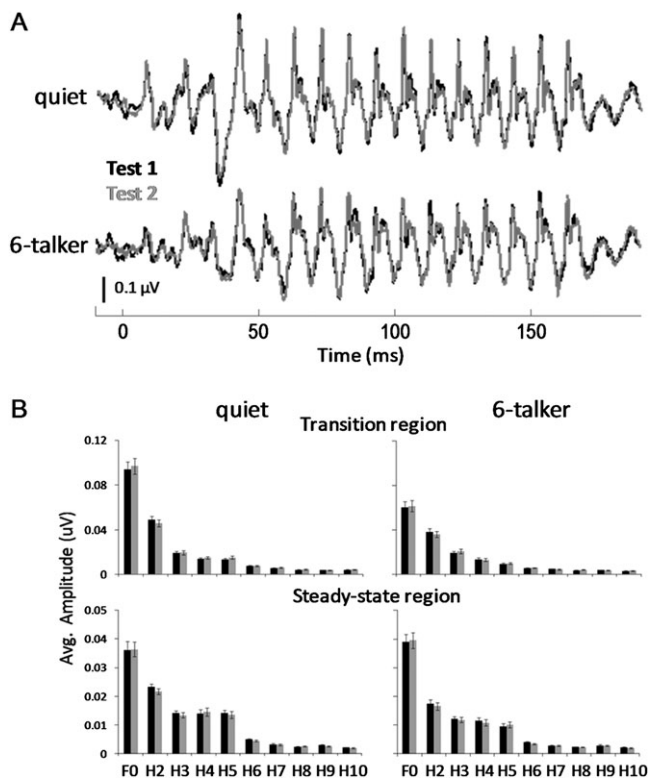 A
quiet
Test 1
Test 2
6-talker
0.1 μV
0 50 100 150
Time (ms)
B
quiet 6-talker
Transition region
0.12
0.08
0.04
0
Avg. Amplitude (uV)
Steady-state region
0.05
0.04
0.03
0.02
0.01
0
F0 H2 H3 H4 H5 H6 H7 H8 H9 H10 F0 H2 H3 H4 H5 H6 H7 H8 H9 H10